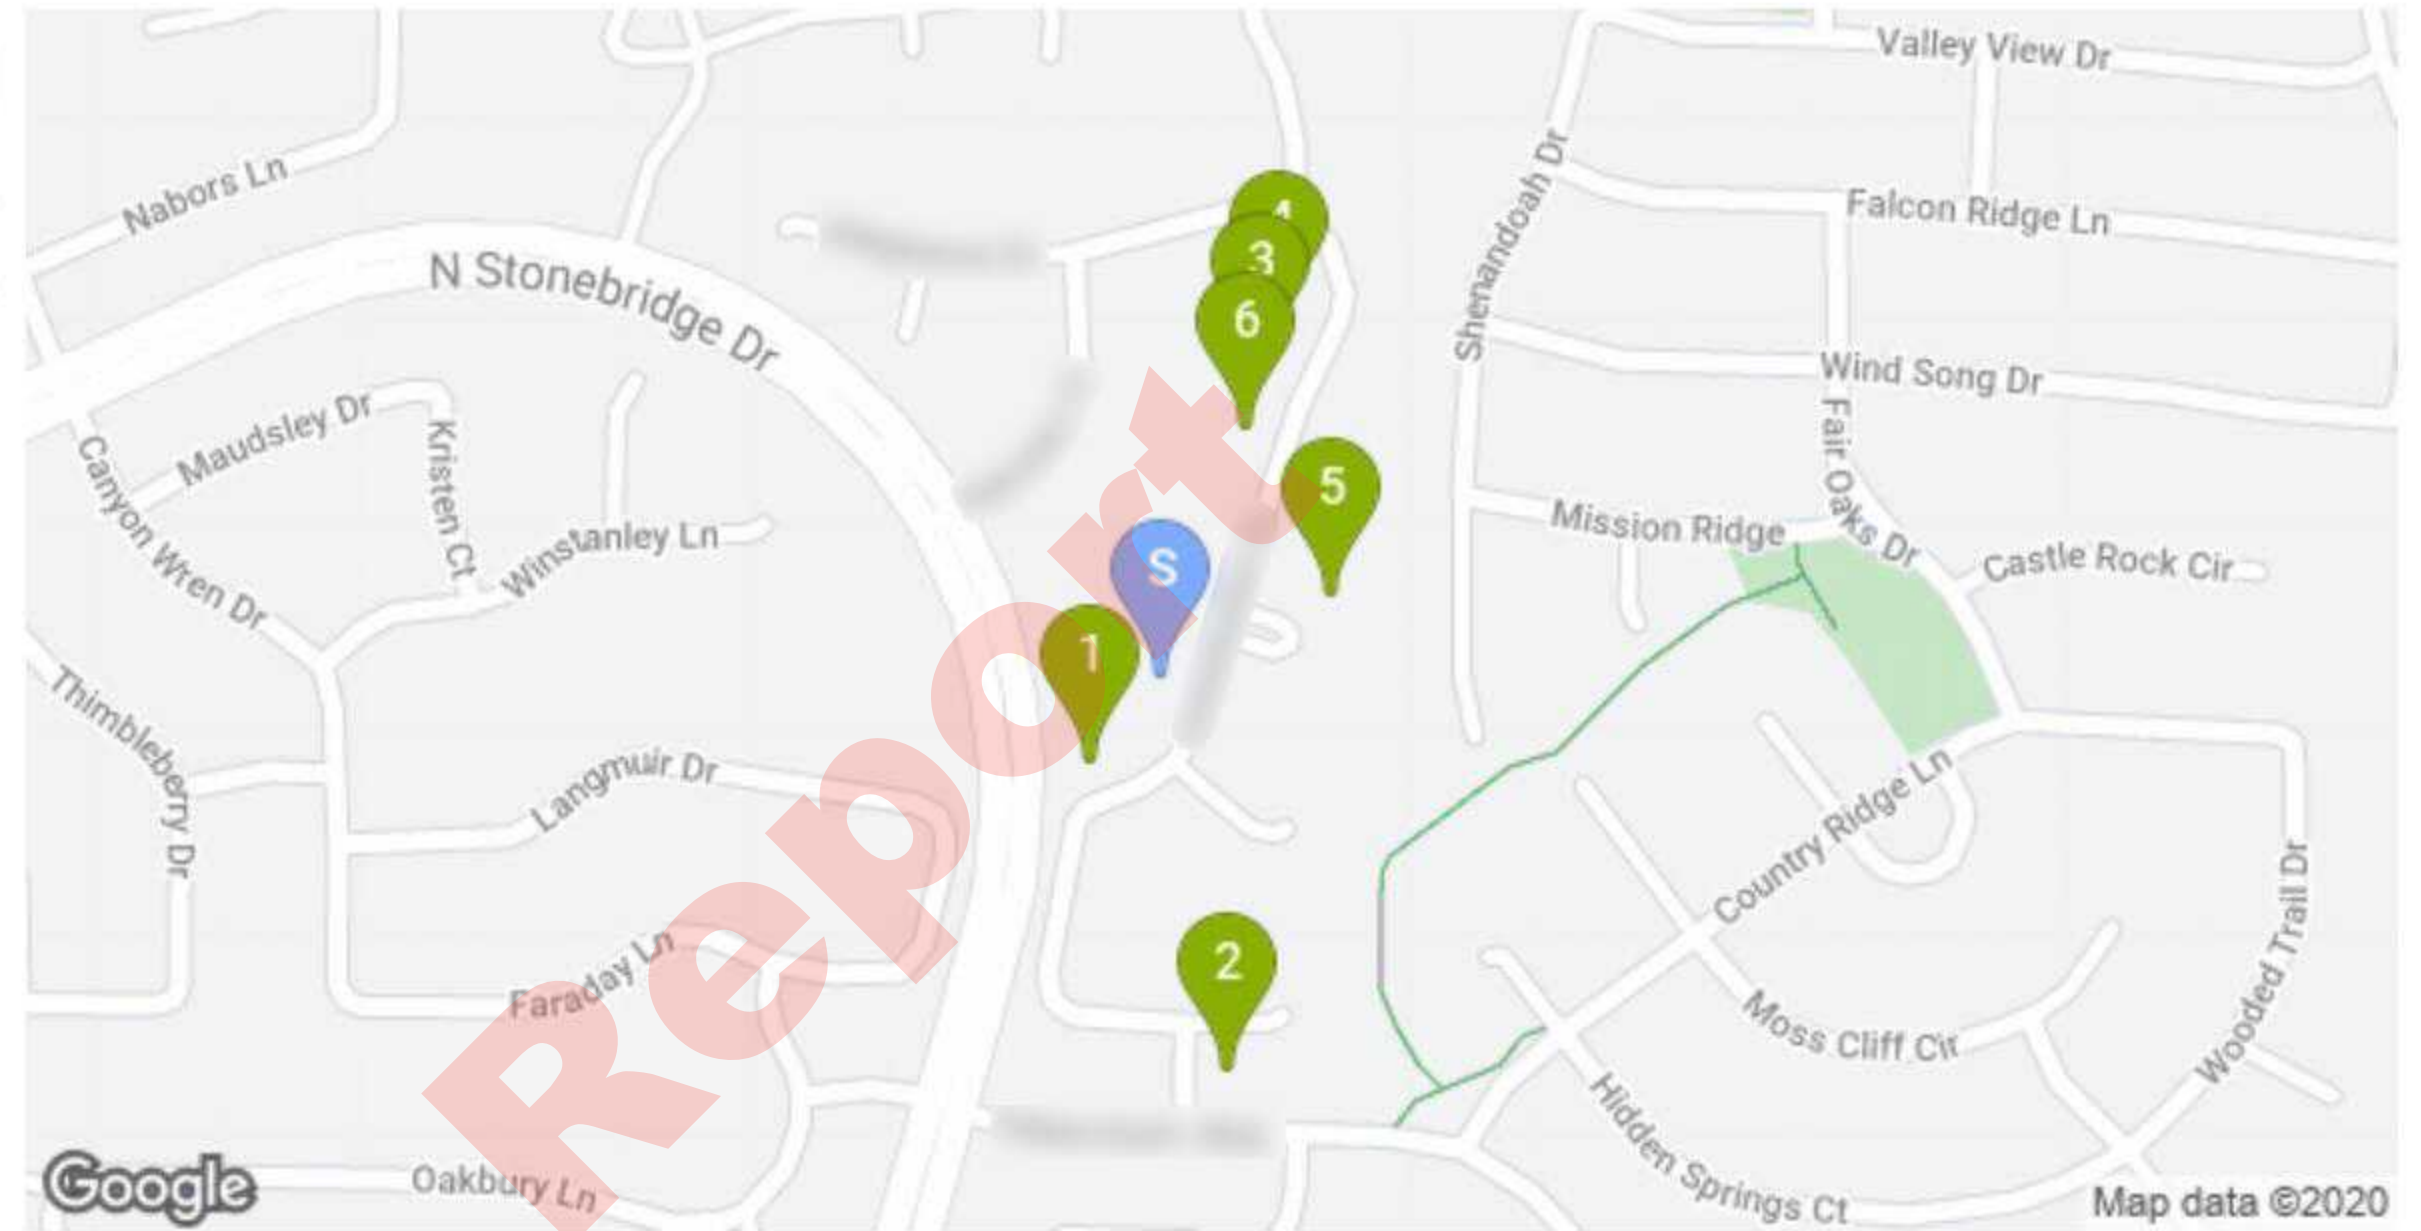 Valley View Dr
Nabors Ln
Shenandoah Dr
Falcon Ridge Ln
4
3
6
N Stonebridge Dr
Wind Song Dr
Maudsley Dr
Kristen Ct
Fair Oaks Dr
Canyon Wren Dr
5
Mission Ridge
Winstanley Ln
S
Castle Rock Cir
1
Thimbleberry Dr
Langmuir Dr
Country Ridge Ln
Wooded Trail Dr
2
Faraday Ln
Moss Cliff Cir
Hidden Springs Ct
Oakbury Ln
Report
Google
Map data ©2020